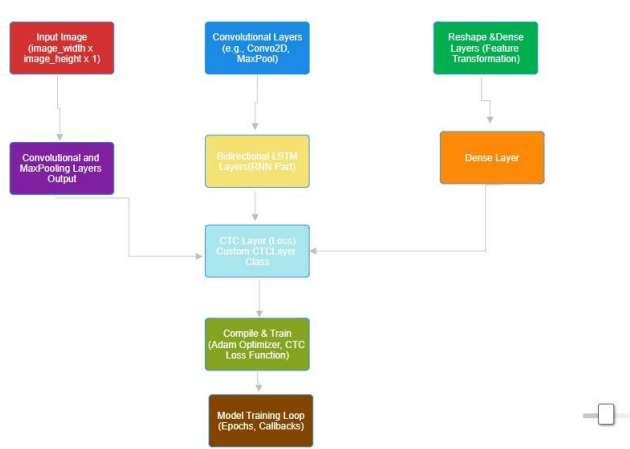 Input Image
(image_width x
image_height x 1)
Convolutional Layers
(e.g., Convo2D,
MaxPool)
Reshape &Dense
Layers (Feature
Transformation)
Convolutional and
MaxPooling Layers
Output
Bidirectional LSTM
Layers(RNN Part)
Dense Layer
CTC Layer (Loss)
Custom CTCLayer
Class
Compile & Train
(Adam Optimizer, CTC
Loss Function)
Model Training Loop
(Epochs, Callbacks)